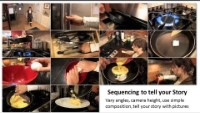 Sequencing to tell your Story
Vary angles, camera height, use simple
composition, tell your story with pictures